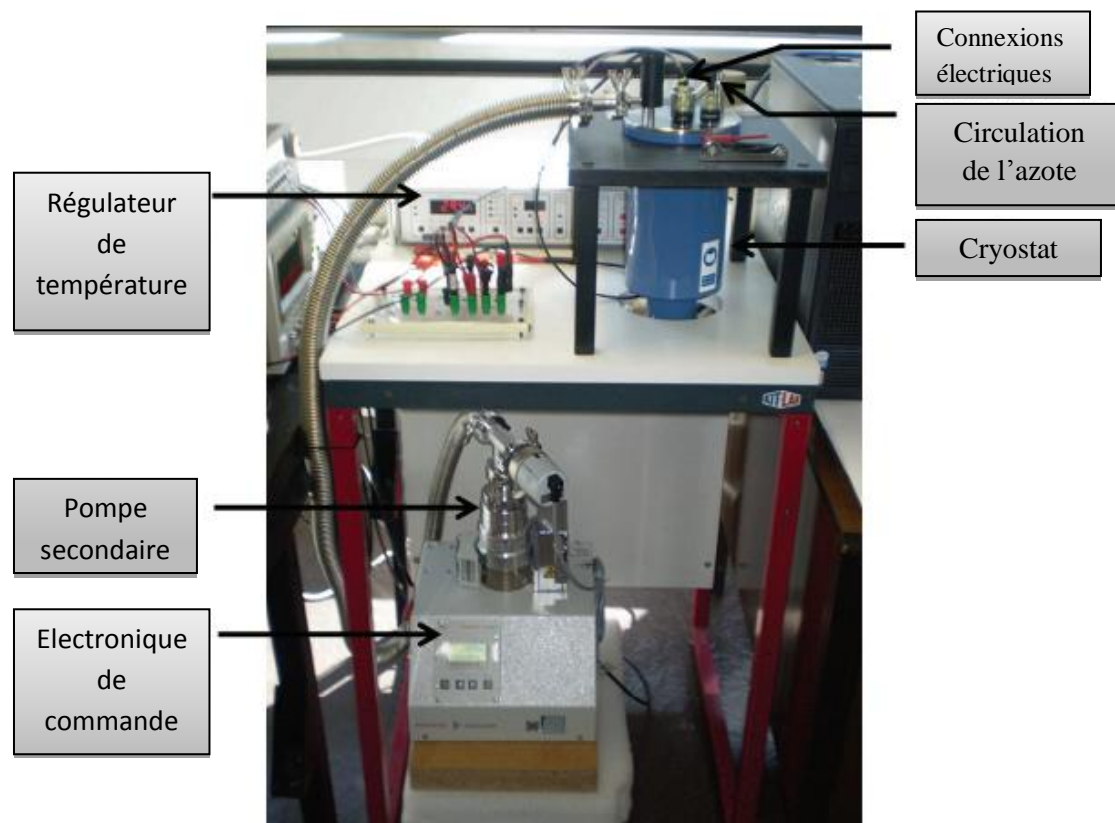 Connexions
électriques
Circulation
de l’azote
Régulateur
de
température
Cryostat
Pompe
secondaire
Electronique
de
commande